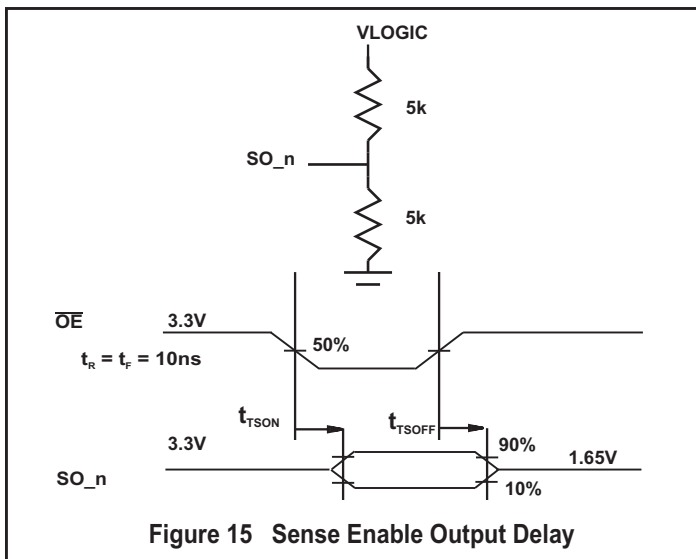 VLOGIC
5k
SO_n
5k
OE
3.3V
50%
tR = tF = 10ns
tTSON
tTSOFF
3.3V
90%
1.65V
SO_n
10%
Figure 15 Sense Enable Output Delay